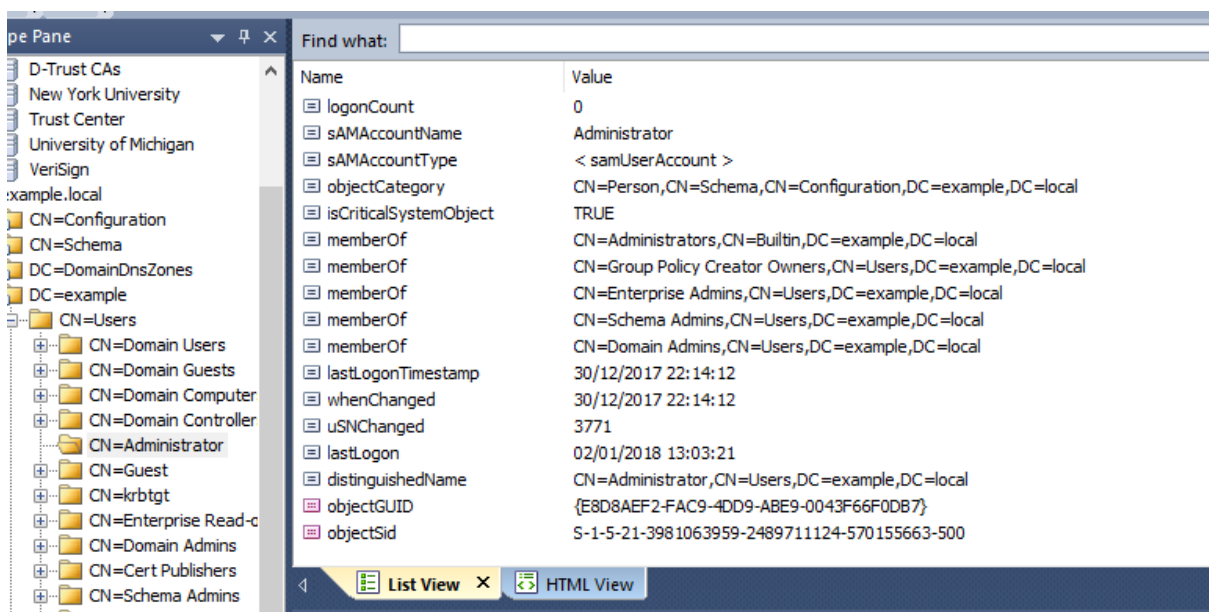 pe Pane
D-Trust CAs
New York University
Trust Center
University of Michigan
VeriSign
example.local
CN=Configuration
CN=Schema
DC=DomainDnsZones
DC=example
CN=Users
CN=Domain Users
CN=Domain Guests
CN=Domain Computer
CN=Domain Controller
CN=Administrator
CN=Guest
CN=krbtgt
CN=Enterprise Read-o
CN=Domain Admins
CN=Cert Publishers
CN=Schema Admins
Find what:
Name Value
logonCount 0
sAMAccountName Administrator
sAMAccountType < samUserAccount >
objectCategory CN=Person,CN=Schema,CN=Configuration,DC=example,DC=local
isCriticalSystemObject TRUE
memberOf CN=Administrators,CN=Builtin,DC=example,DC=local
memberOf CN=Group Policy Creator Owners,CN=Users,DC=example,DC=local
memberOf CN=Enterprise Admins,CN=Users,DC=example,DC=local
memberOf CN=Schema Admins,CN=Users,DC=example,DC=local
memberOf CN=Domain Admins,CN=Users,DC=example,DC=local
lastLogonTimestamp 30/12/2017 22:14:12
whenChanged 30/12/2017 22:14:12
uSNChanged 3771
lastLogon 02/01/2018 13:03:21
distinguishedName CN=Administrator,CN=Users,DC=example,DC=local
objectGUID {E8D8AEF2-FAC9-4DD9-ABE9-0043F66F0DB7}
objectSid S-1-5-21-3981063959-2489711124-570155663-500
List View HTML View